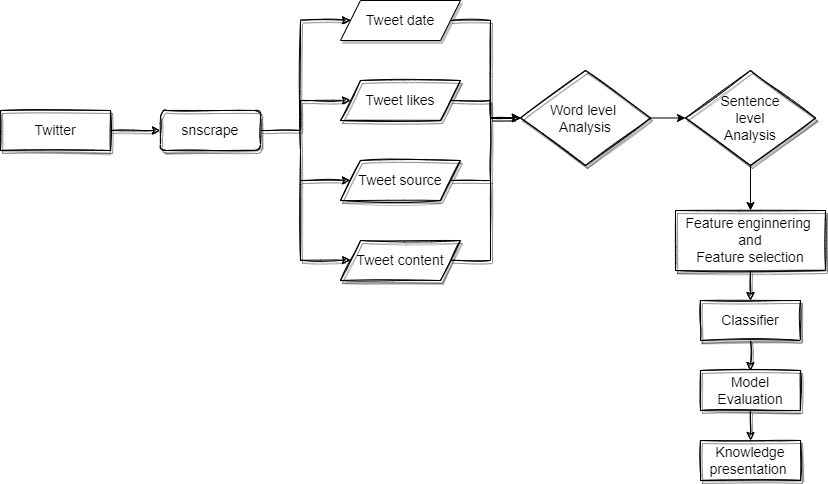 Twitter
snscrape
Tweet date
Tweet likes
Tweet source
Tweet content
Word level
Analysis
Sentence
level
Analysis
Feature enginnering
and
Feature selection
Classifier
Model
Evaluation
Knowledge
presentation